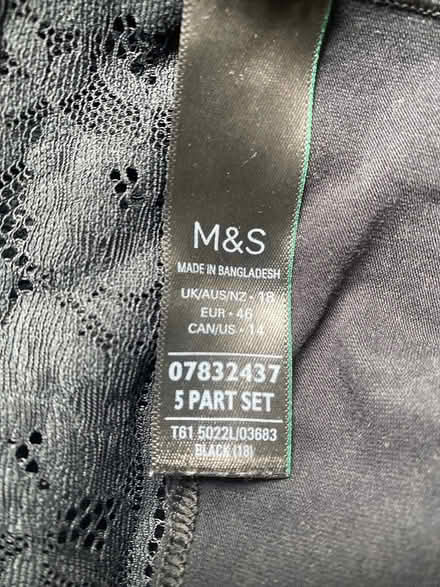 M&S
MADE IN BANGLADESH
UK/AUS/NZ • 18
EUR • 46
CAN/US • 14
07832437
5 PART SET
T61 5022L/03683
BLACK (18)